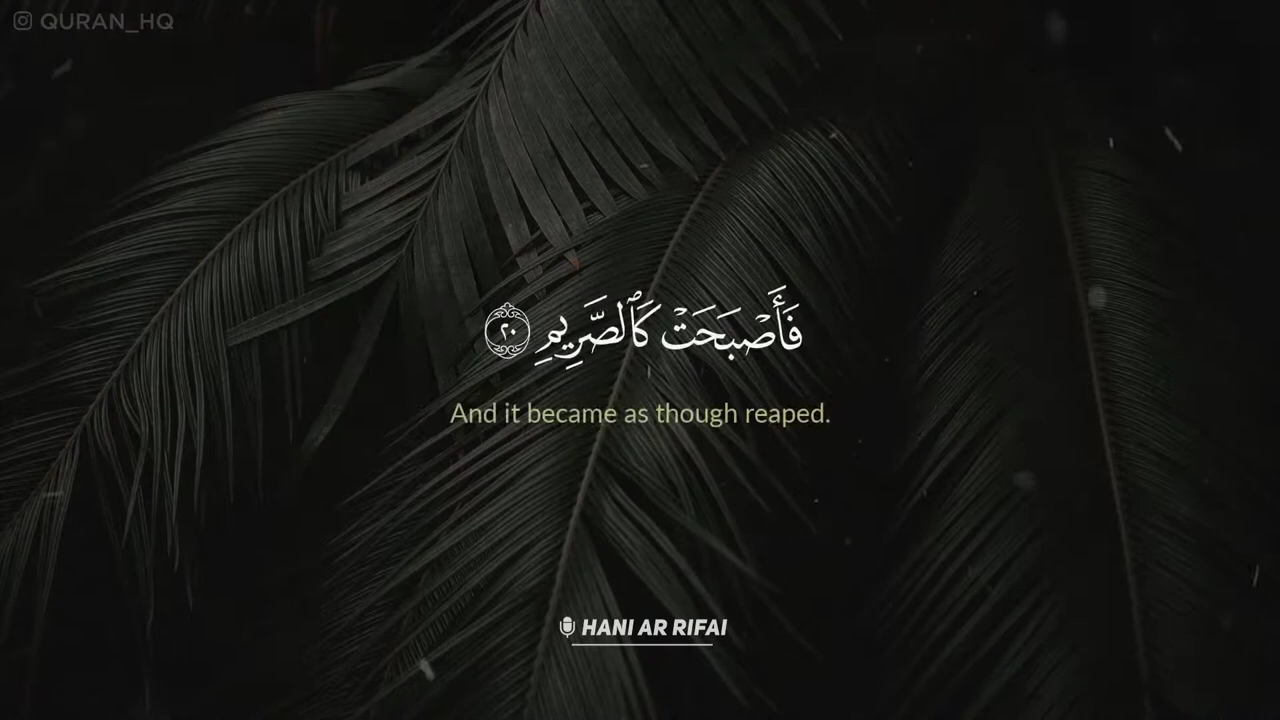 QURAN_HQ
فَأَصْبَحَتْ كَٱلصَّرِيمِ ٢٠
And it became as though reaped.
HANI AR RIFAI